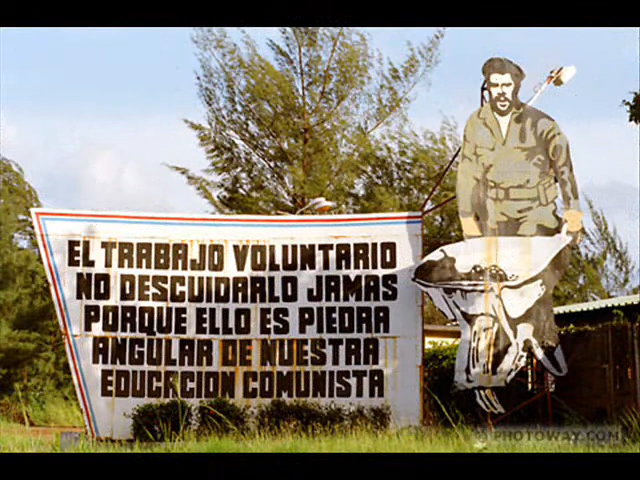 EL TRABAJO VOLUNTARIO
NO DESCUIDARLO JAMAS
PORQUE ELLO ES PIEDRA
ANGULAR DE NUESTRA
EDUCACION COMUNISTA
© PHOTOWAY.COM